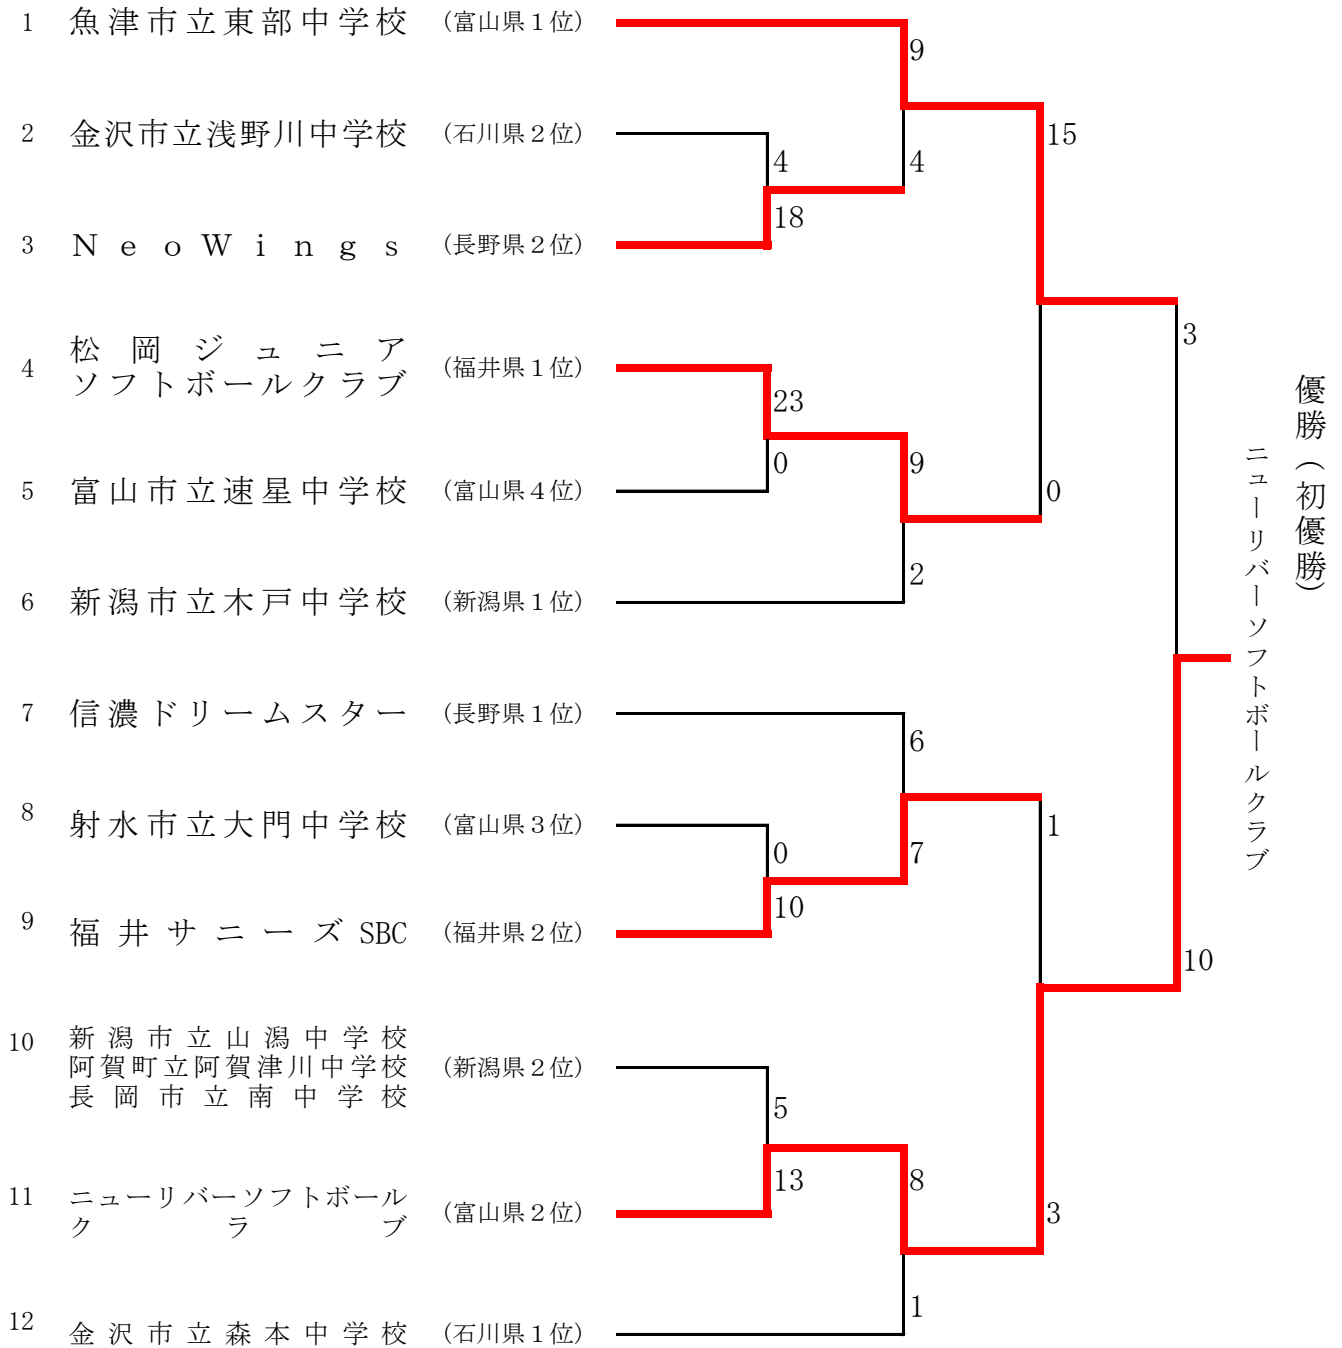 1 魚津市立東部中学校 (富山県１位)
9
2 金沢市立浅野川中学校 (石川県２位)
15
4
4
18
3 ＮｅｏＷｉｎｇｓ (長野県２位)
3
4 松岡ジュニア
ソフトボールクラブ (福井県１位)
23
0
9
0
5 富山市立速星中学校 (富山県４位)
2
6 新潟市立木戸中学校 (新潟県１位)
優勝（初優勝）
ニューリバーソフトボールクラブ
7 信濃ドリームスター (長野県１位)
6
8 射水市立大門中学校 (富山県３位)
1
0
7
10
9 福井サニーズSBC (福井県２位)
10
10 新潟市立山潟中学校
阿賀町立阿賀津川中学校 (新潟県２位)
長岡市立南中学校
5
13
8
11 ニューリバーソフトボール
クラブ (富山県２位)
3
1
12 金沢市立森本中学校 (石川県１位)